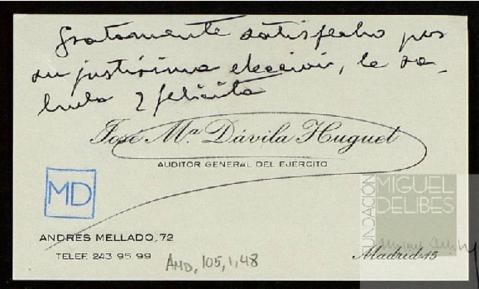 Gratamente satisfecho por
su justísima elección, le sa-
luda y felicita
José Mª Dávila Huguet
AUDITOR GENERAL DEL EJERCITO
MD
FUNDACIÓN
MIGUEL
DELIBES
ANDRES MELLADO, 72
TELEF. 243 95 99
AMD, 105, 1, 48
Madrid-15